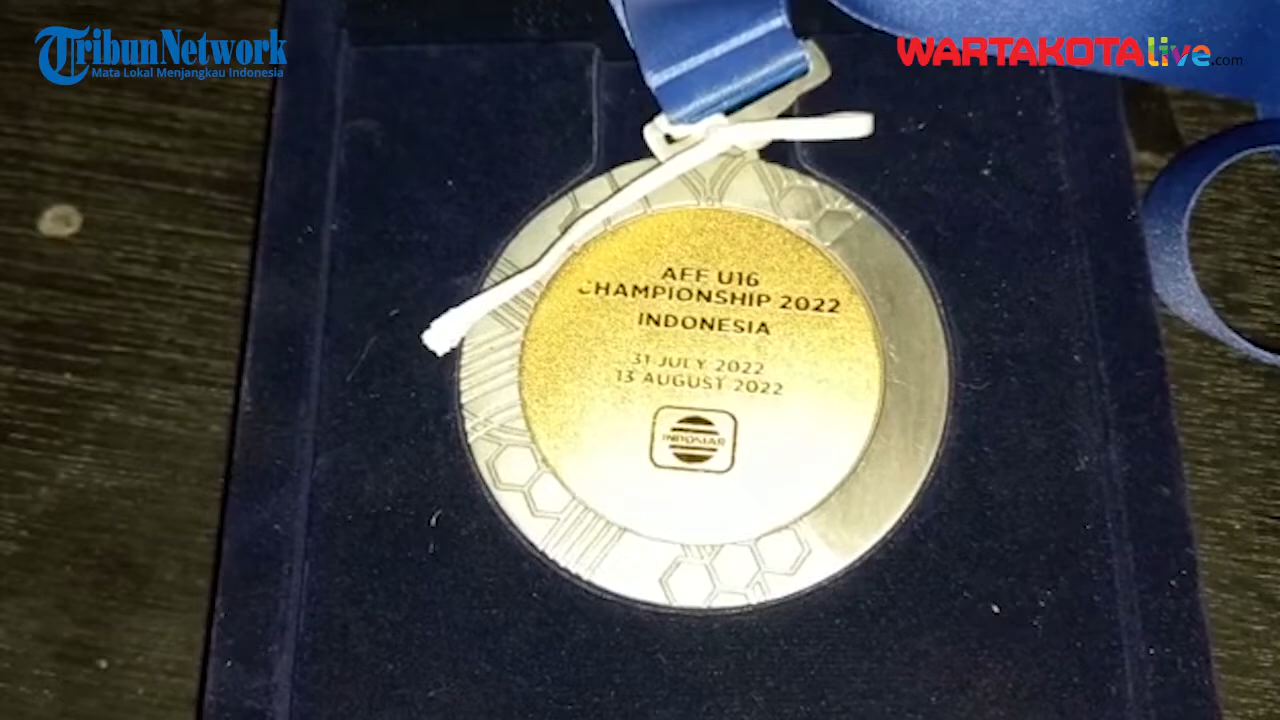 TribunNetwork
Mata Lokal Menjangkau Indonesia
WARTAKOTAlive.com
AFF U16
CHAMPIONSHIP 2022
INDONESIA
31 JULY 2022
13 AUGUST 2022
INDOSIAR